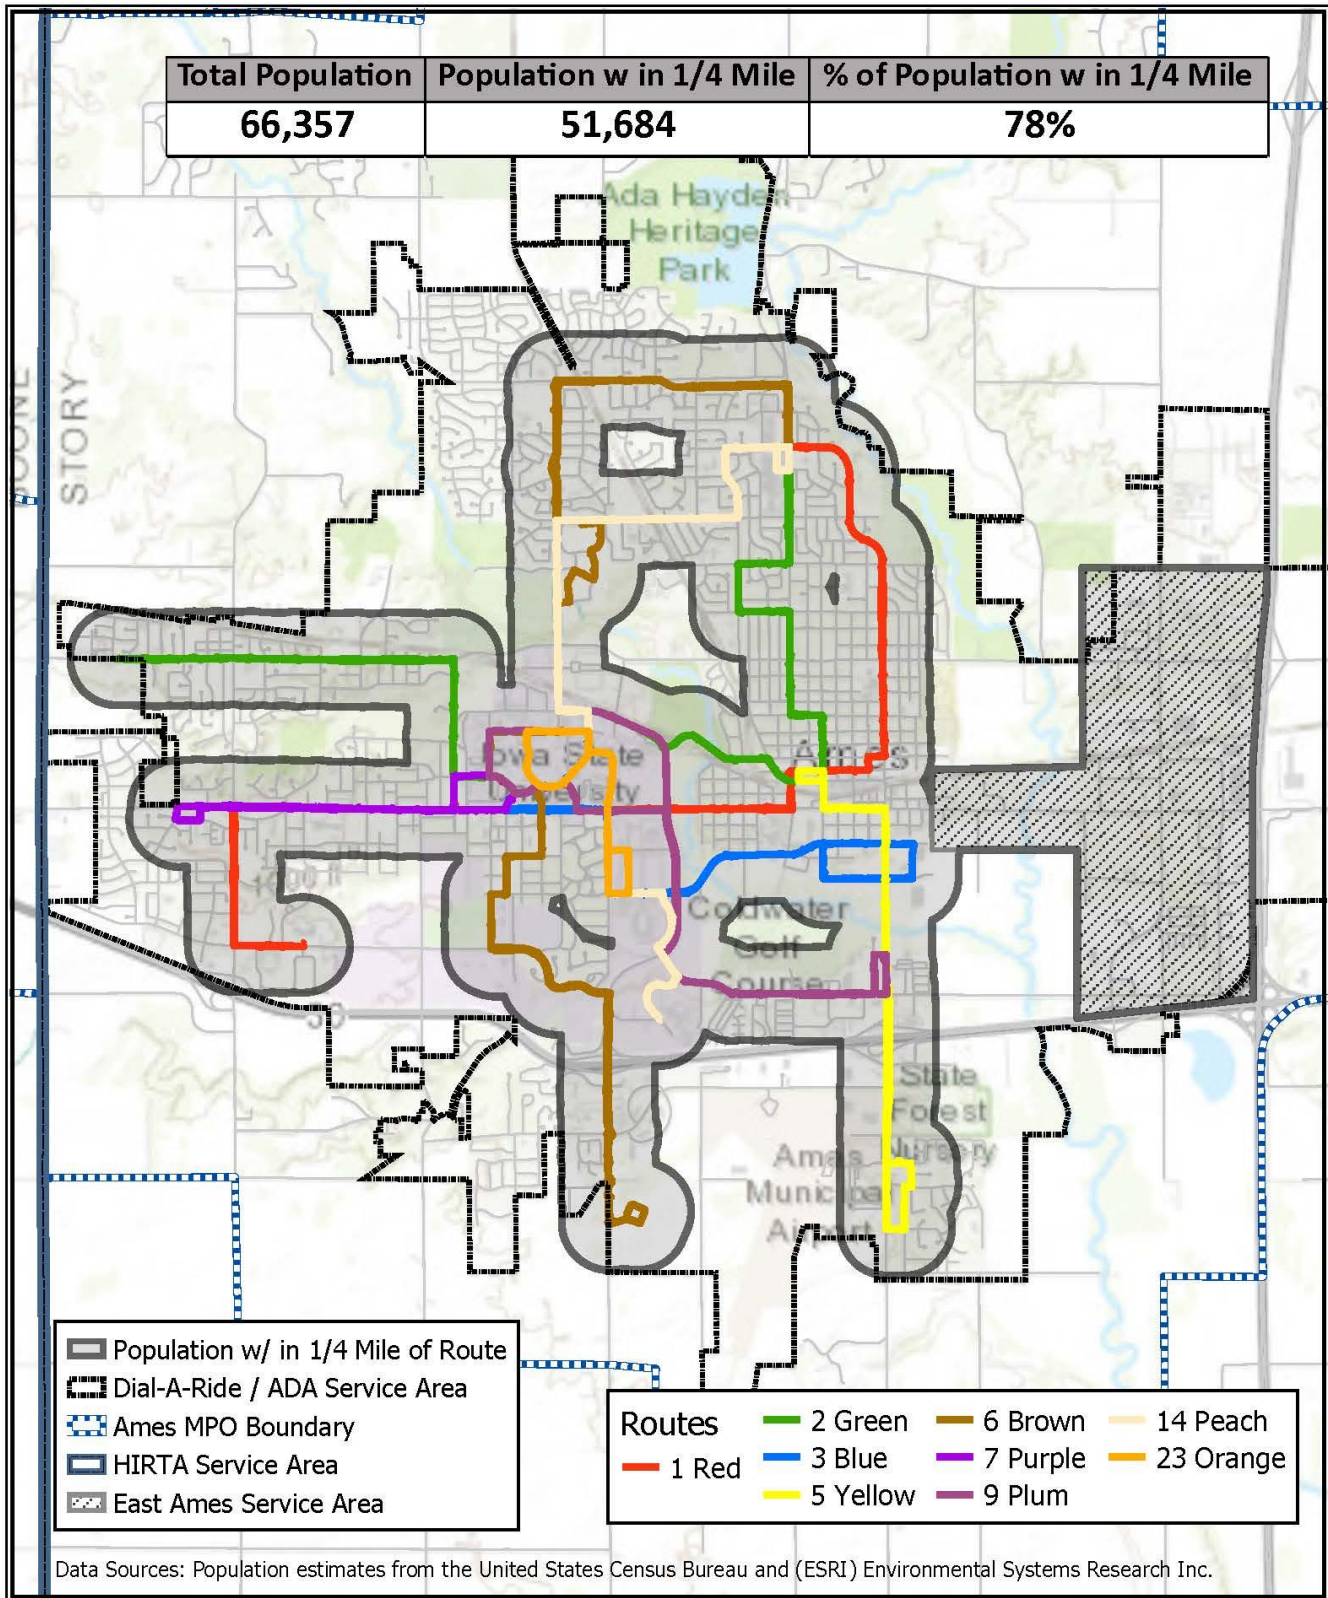 Total Population Population w in 1/4 Mile % of Population w in 1/4 Mile
66,357 51,684 78%
Ada Hayden
Heritage
Park
STORY
Iowa State
University
Ames
Coldwater
Golf
Course
30
State
Forest
Nursery
Ames
Municipal
Airport
Population w/ in 1/4 Mile of Route
Dial-A-Ride / ADA Service Area
Ames MPO Boundary
HIRTA Service Area
East Ames Service Area
Routes
1 Red
2 Green
3 Blue
5 Yellow
6 Brown
7 Purple
9 Plum
14 Peach
23 Orange
Data Sources: Population estimates from the United States Census Bureau and (ESRI) Environmental Systems Research Inc.